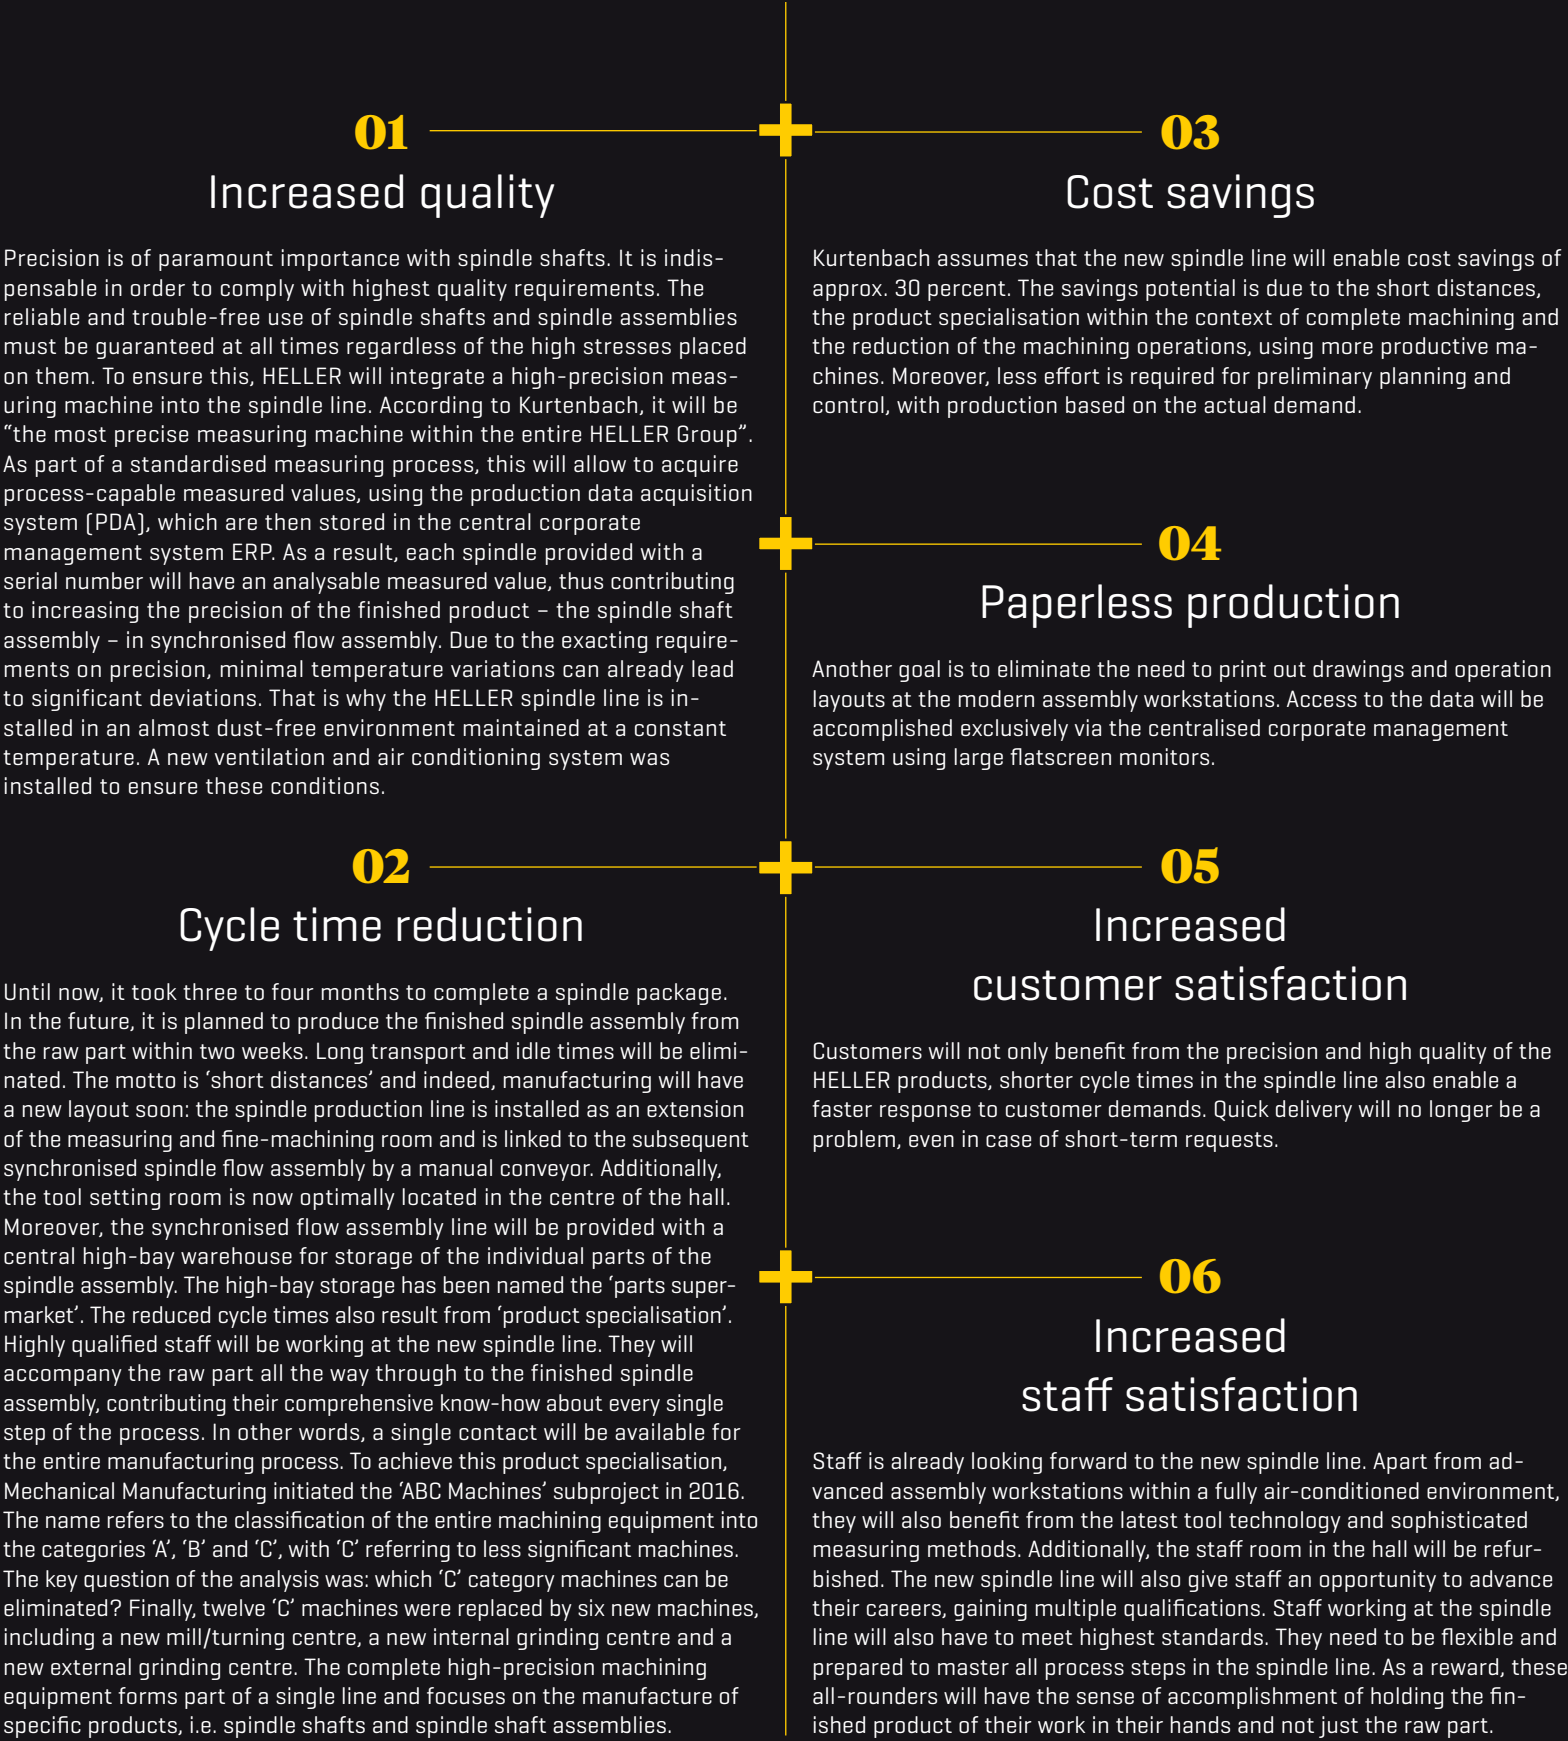 01
Increased quality
Precision is of paramount importance with spindle shafts. It is indis-
pensable in order to comply with highest quality requirements. The
reliable and trouble-free use of spindle shafts and spindle assemblies
must be guaranteed at all times regardless of the high stresses placed
on them. To ensure this, HELLER will integrate a high-precision meas-
uring machine into the spindle line. According to Kurtenbach, it will be
“the most precise measuring machine within the entire HELLER Group”.
As part of a standardised measuring process, this will allow to acquire
process-capable measured values, using the production data acquisition
system (PDA), which are then stored in the central corporate
management system ERP. As a result, each spindle provided with a
serial number will have an analysable measured value, thus contributing
to increasing the precision of the finished product – the spindle shaft
assembly – in synchronised flow assembly. Due to the exacting require-
ments on precision, minimal temperature variations can already lead
to significant deviations. That is why the HELLER spindle line is in-
stalled in an almost dust-free environment maintained at a constant
temperature. A new ventilation and air conditioning system was
installed to ensure these conditions.
02
Cycle time reduction
Until now, it took three to four months to complete a spindle package.
In the future, it is planned to produce the finished spindle assembly from
the raw part within two weeks. Long transport and idle times will be elimi-
nated. The motto is ‘short distances’ and indeed, manufacturing will have
a new layout soon: the spindle production line is installed as an extension
of the measuring and fine-machining room and is linked to the subsequent
synchronised spindle flow assembly by a manual conveyor. Additionally,
the tool setting room is now optimally located in the centre of the hall.
Moreover, the synchronised flow assembly line will be provided with a
central high-bay warehouse for storage of the individual parts of the
spindle assembly. The high-bay storage has been named the ‘parts super-
market’. The reduced cycle times also result from ‘product specialisation’.
Highly qualified staff will be working at the new spindle line. They will
accompany the raw part all the way through to the finished spindle
assembly, contributing their comprehensive know-how about every single
step of the process. In other words, a single contact will be available for
the entire manufacturing process. To achieve this product specialisation,
Mechanical Manufacturing initiated the ‘ABC Machines’ subproject in 2016.
The name refers to the classification of the entire machining equipment into
the categories ‘A’, ‘B’ and ‘C’, with ‘C’ referring to less significant machines.
The key question of the analysis was: which ‘C’ category machines can be
eliminated? Finally, twelve ‘C’ machines were replaced by six new machines,
including a new mill/turning centre, a new internal grinding centre and a
new external grinding centre. The complete high-precision machining
equipment forms part of a single line and focuses on the manufacture of
specific products, i.e. spindle shafts and spindle shaft assemblies.
03
Cost savings
Kurtenbach assumes that the new spindle line will enable cost savings of
approx. 30 percent. The savings potential is due to the short distances,
the product specialisation within the context of complete machining and
the reduction of the machining operations, using more productive ma-
chines. Moreover, less effort is required for preliminary planning and
control, with production based on the actual demand.
04
Paperless production
Another goal is to eliminate the need to print out drawings and operation
layouts at the modern assembly workstations. Access to the data will be
accomplished exclusively via the centralised corporate management
system using large flatscreen monitors.
05
Increased
customer satisfaction
Customers will not only benefit from the precision and high quality of the
HELLER products, shorter cycle times in the spindle line also enable a
faster response to customer demands. Quick delivery will no longer be a
problem, even in case of short-term requests.
06
Increased
staff satisfaction
Staff is already looking forward to the new spindle line. Apart from ad-
vanced assembly workstations within a fully air-conditioned environment,
they will also benefit from the latest tool technology and sophisticated
measuring methods. Additionally, the staff room in the hall will be refur-
bished. The new spindle line will also give staff an opportunity to advance
their careers, gaining multiple qualifications. Staff working at the spindle
line will also have to meet highest standards. They need to be flexible and
prepared to master all process steps in the spindle line. As a reward, these
all-rounders will have the sense of accomplishment of holding the fin-
ished product of their work in their hands and not just the raw part.